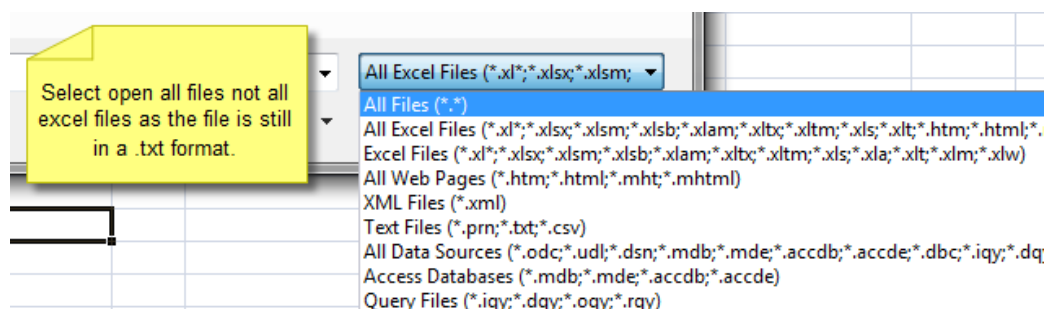 Select open all files not all
excel files as the file is still
in a .txt format.
All Excel Files (*.xl*;*.xlsx;*.xlsm;
All Files (*.*)
All Excel Files (*.xl*;*.xlsx;*.xlsm;*.xlsb;*.xlam;*.xltx;*.xltm;*.xls;*.xlt;*.htm;*.html;*.
Excel Files (*.xl*;*.xlsx;*.xlsm;*.xlsb;*.xlam;*.xltx;*.xltm;*.xls;*.xla;*.xlt;*.xlm;*.xlw)
All Web Pages (*.htm;*.html;*.mht;*.mhtml)
XML Files (*.xml)
Text Files (*.prn;*.txt;*.csv)
All Data Sources (*.odc;*.udl;*.dsn;*.mdb;*.mde;*.accdb;*.accde;*.dbc;*.iqy;*.dq
Access Databases (*.mdb;*.mde;*.accdb;*.accde)
Query Files (*.iqy;*.dqy;*.oqy;*.rqy)